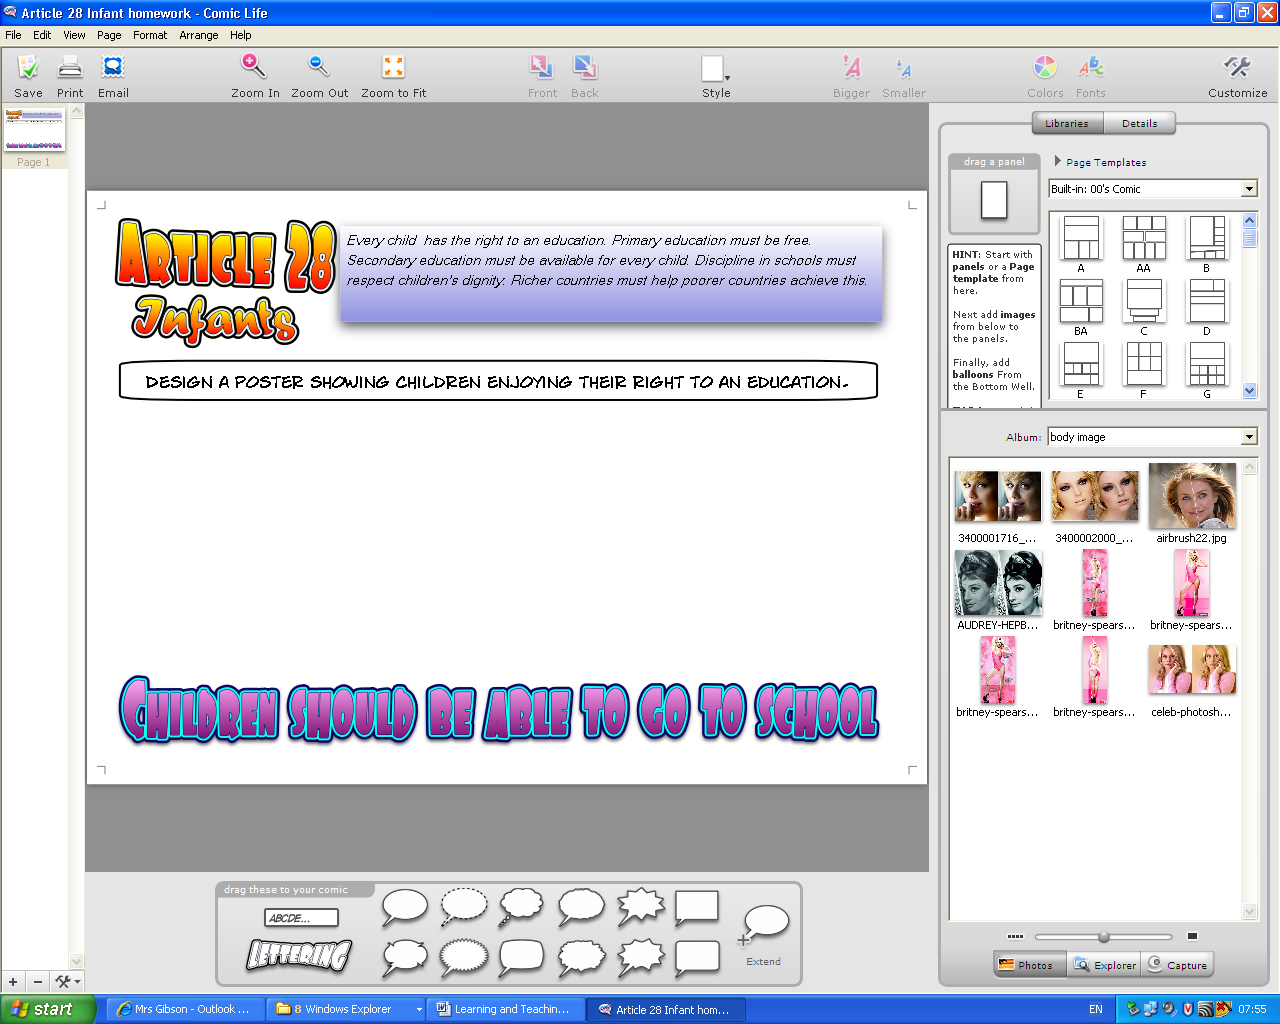 Article 28 Infant homework - Comic Life
File Edit View Page Format Arrange Help
Save Print Email Zoom In Zoom Out Zoom to Fit Front Back Style Bigger Smaller Colors Fonts Customize
Page 1
Article 28
Infants
Every child has the right to an education. Primary education must be free.
Secondary education must be available for every child. Discipline in schools must
respect children's dignity. Richer countries must help poorer countries achieve this.
DESIGN A POSTER SHOWING CHILDREN ENJOYING THEIR RIGHT TO AN EDUCATION.
Children should be able to go to school
drag these to your comic
ABCDE...
LETTERING
Extend
Libraries Details
drag a panel
HINT: Start with
panels or a Page
template from
here.
Next add images
from below to
the panels.
Finally, add
balloons From
the Bottom Well.
Page Templates
Built-in: 00's Comic
A AA B
BA C D
E F G
Album: body image
3400001716_... 3400002000_... airbrush22.jpg
AUDREY-HEPB... britney-spears... britney-spears...
britney-spears... britney-spears... celeb-photosh...
Photos Explorer Capture
start Mrs Gibson - Outlook ... 8 Windows Explorer Learning and Teachin... Article 28 Infant hom... EN 07:55